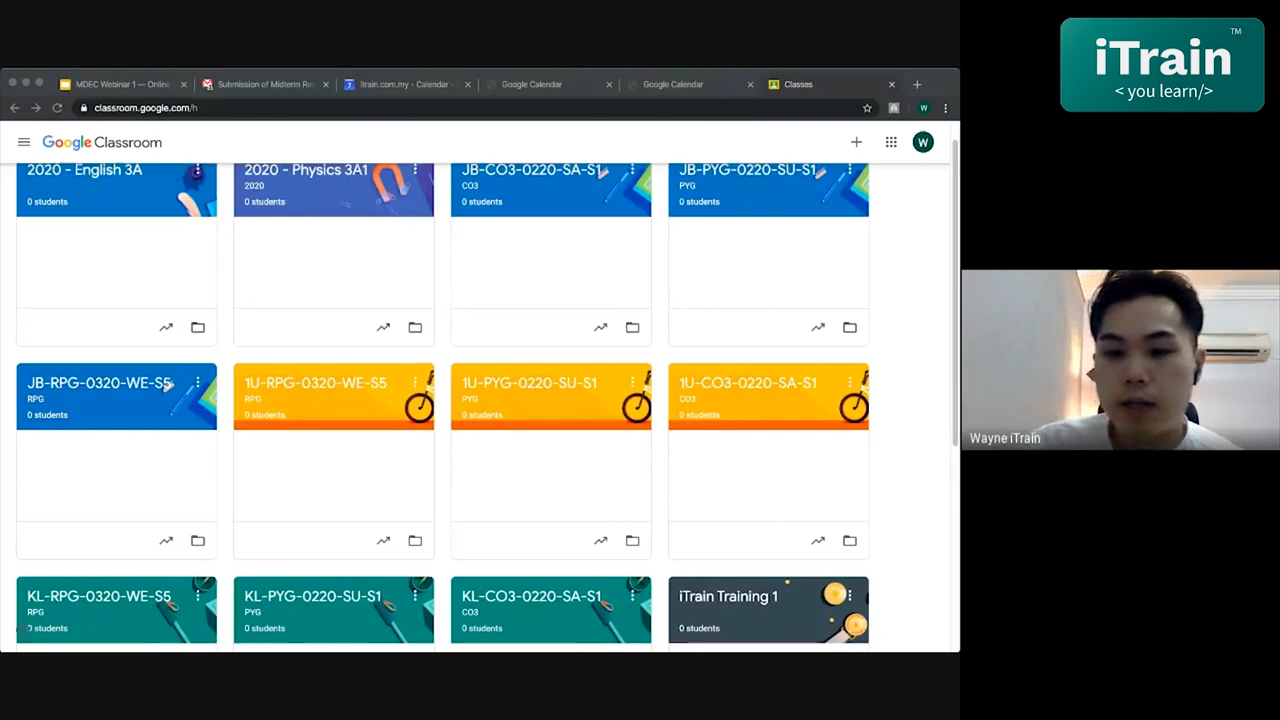 iTrain
TM
< you learn/>
MDEC Webinar 1 — Online
Submission of Midterm Re
itrain.com.my - Calendar -
Google Calendar
Google Calendar
Classes
classroom.google.com/h
W
Google Classroom
W
2020 - English 3A
0 students
2020 - Physics 3A1
2020
0 students
JB-CO3-0220-SA-S1
CO3
0 students
JB-PYG-0220-SU-S1
PYG
0 students
JB-RPG-0320-WE-S5
RPG
0 students
1U-RPG-0320-WE-S5
RPG
0 students
1U-PYG-0220-SU-S1
PYG
0 students
1U-CO3-0220-SA-S1
CO3
0 students
KL-RPG-0320-WE-S5
RPG
0 students
KL-PYG-0220-SU-S1
PYG
0 students
KL-CO3-0220-SA-S1
CO3
0 students
iTrain Training 1
0 students
Wayne iTrain